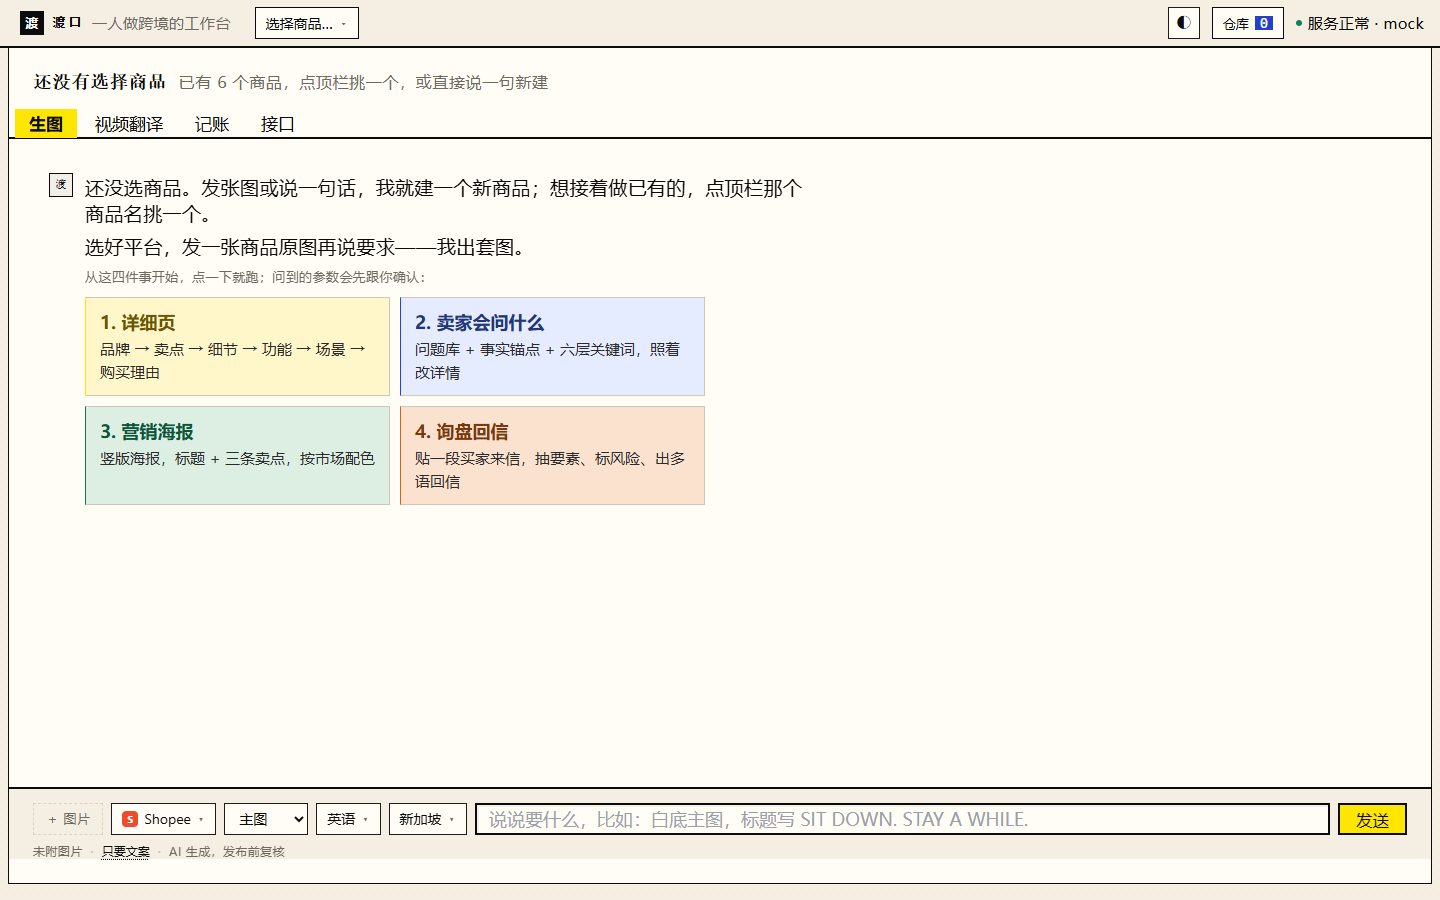 渡 渡口 一人做跨境的工作台 选择商品... 仓库 0 服务正常 · mock
还没有选择商品 已有 6 个商品，点顶栏挑一个，或直接说一句新建
生图 视频翻译 记账 接口
渡 还没选商品。发张图或说一句话，我就建一个新商品；想接着做已有的，点顶栏那个
商品名挑一个。
选好平台，发一张商品原图再说要求——我出套图。
从这四件事开始，点一下就跑；问到的参数会先跟你确认：
1. 详细页
品牌 → 卖点 → 细节 → 功能 → 场景 →
购买理由
2. 卖家会问什么
问题库 + 事实锚点 + 六层关键词，照着
改详情
3. 营销海报
竖版海报，标题 + 三条卖点，按市场配色
4. 询盘回信
贴一段买家来信，抽要素、标风险、出多
语回信
+ 图片 S Shopee 主图 英语 新加坡 说说要什么，比如：白底主图，标题写 SIT DOWN. STAY A WHILE. 发送
未附图片 · 只要文案 · AI 生成，发布前复核